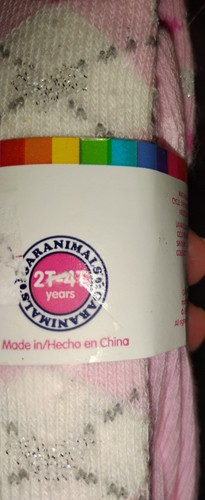 GARANIMALS
2T-4T
years
GARANIMALS
Made in/Hecho en China